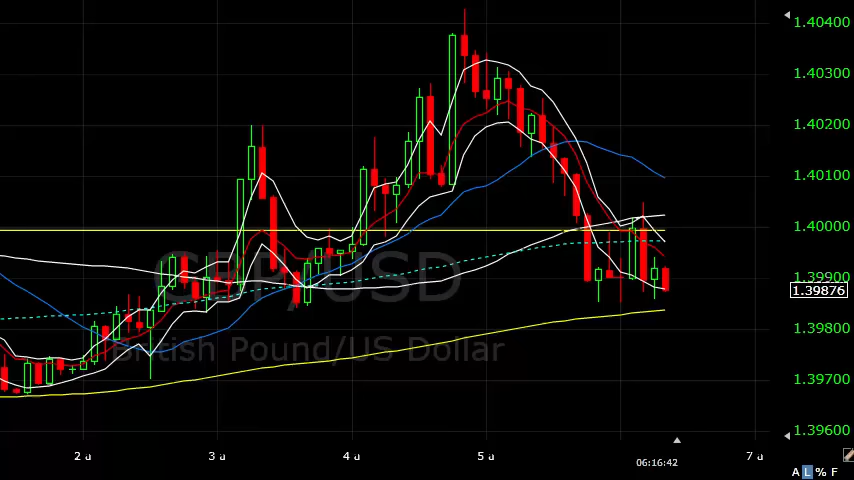 1.40400
1.40300
1.40200
1.40100
1.40000
1.39900
1.39876
1.39800
1.39700
1.39600
GBP/USD
British Pound/US Dollar
2 a 3 a 4 a 5 a 7 a
06:16:42
A L % F